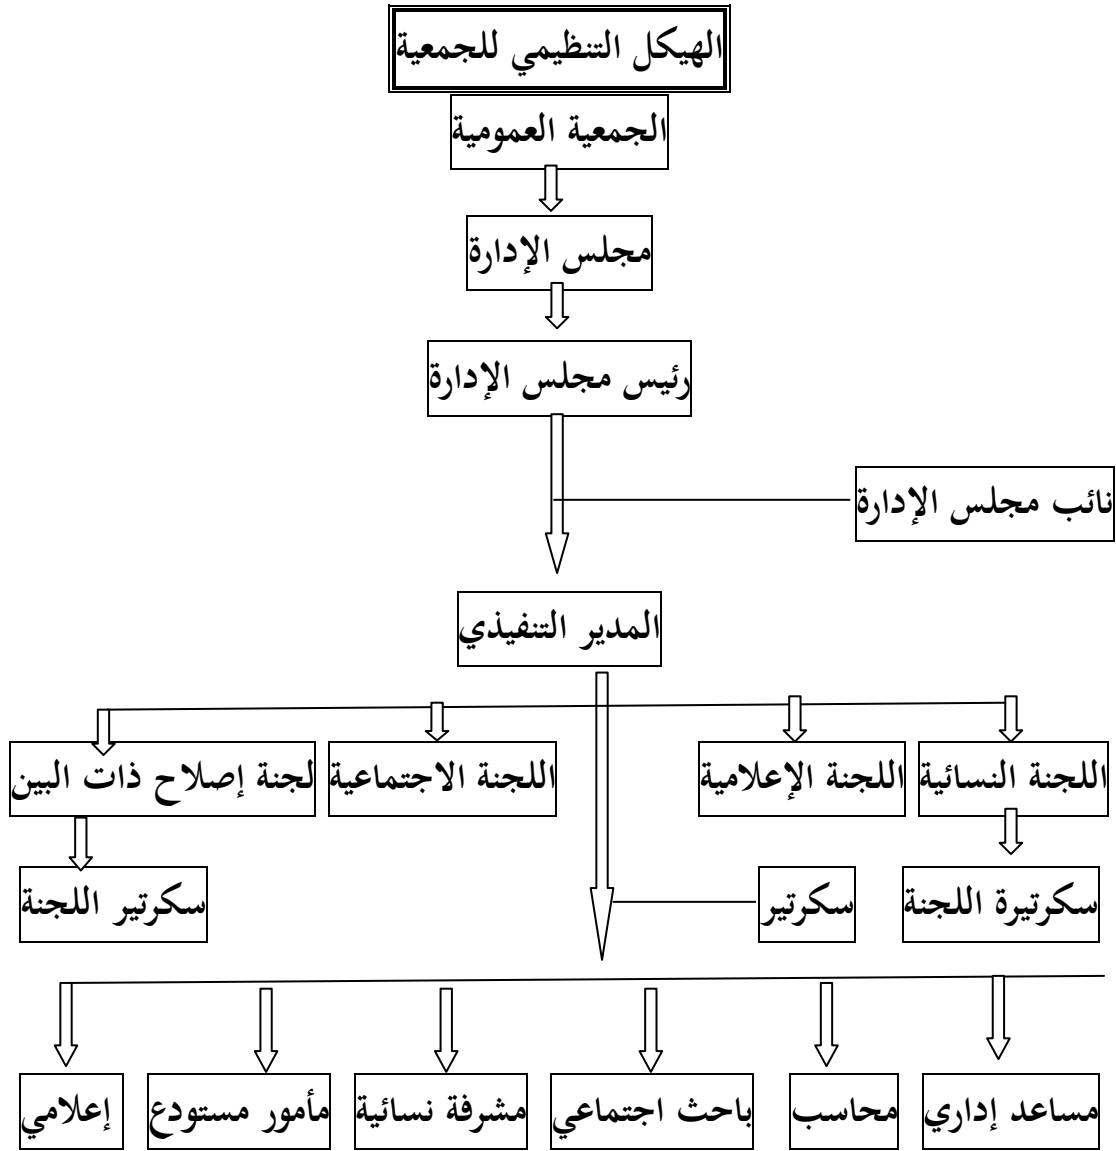 الهيكل التنظيمي للجمعية
الجمعية العمومية
مجلس الإدارة
رئيس مجلس الإدارة
نائب مجلس الإدارة
المدير التنفيذي
اللجنة النسائية
اللجنة الإعلامية
اللجنة الاجتماعية
لجنة إصلاح ذات البين
سكرتيرة اللجنة
سكرتير
سكرتير اللجنة
مساعد إداري
محاسب
باحث اجتماعي
مشرفة نسائية
مأمور مستودع
إعلامي